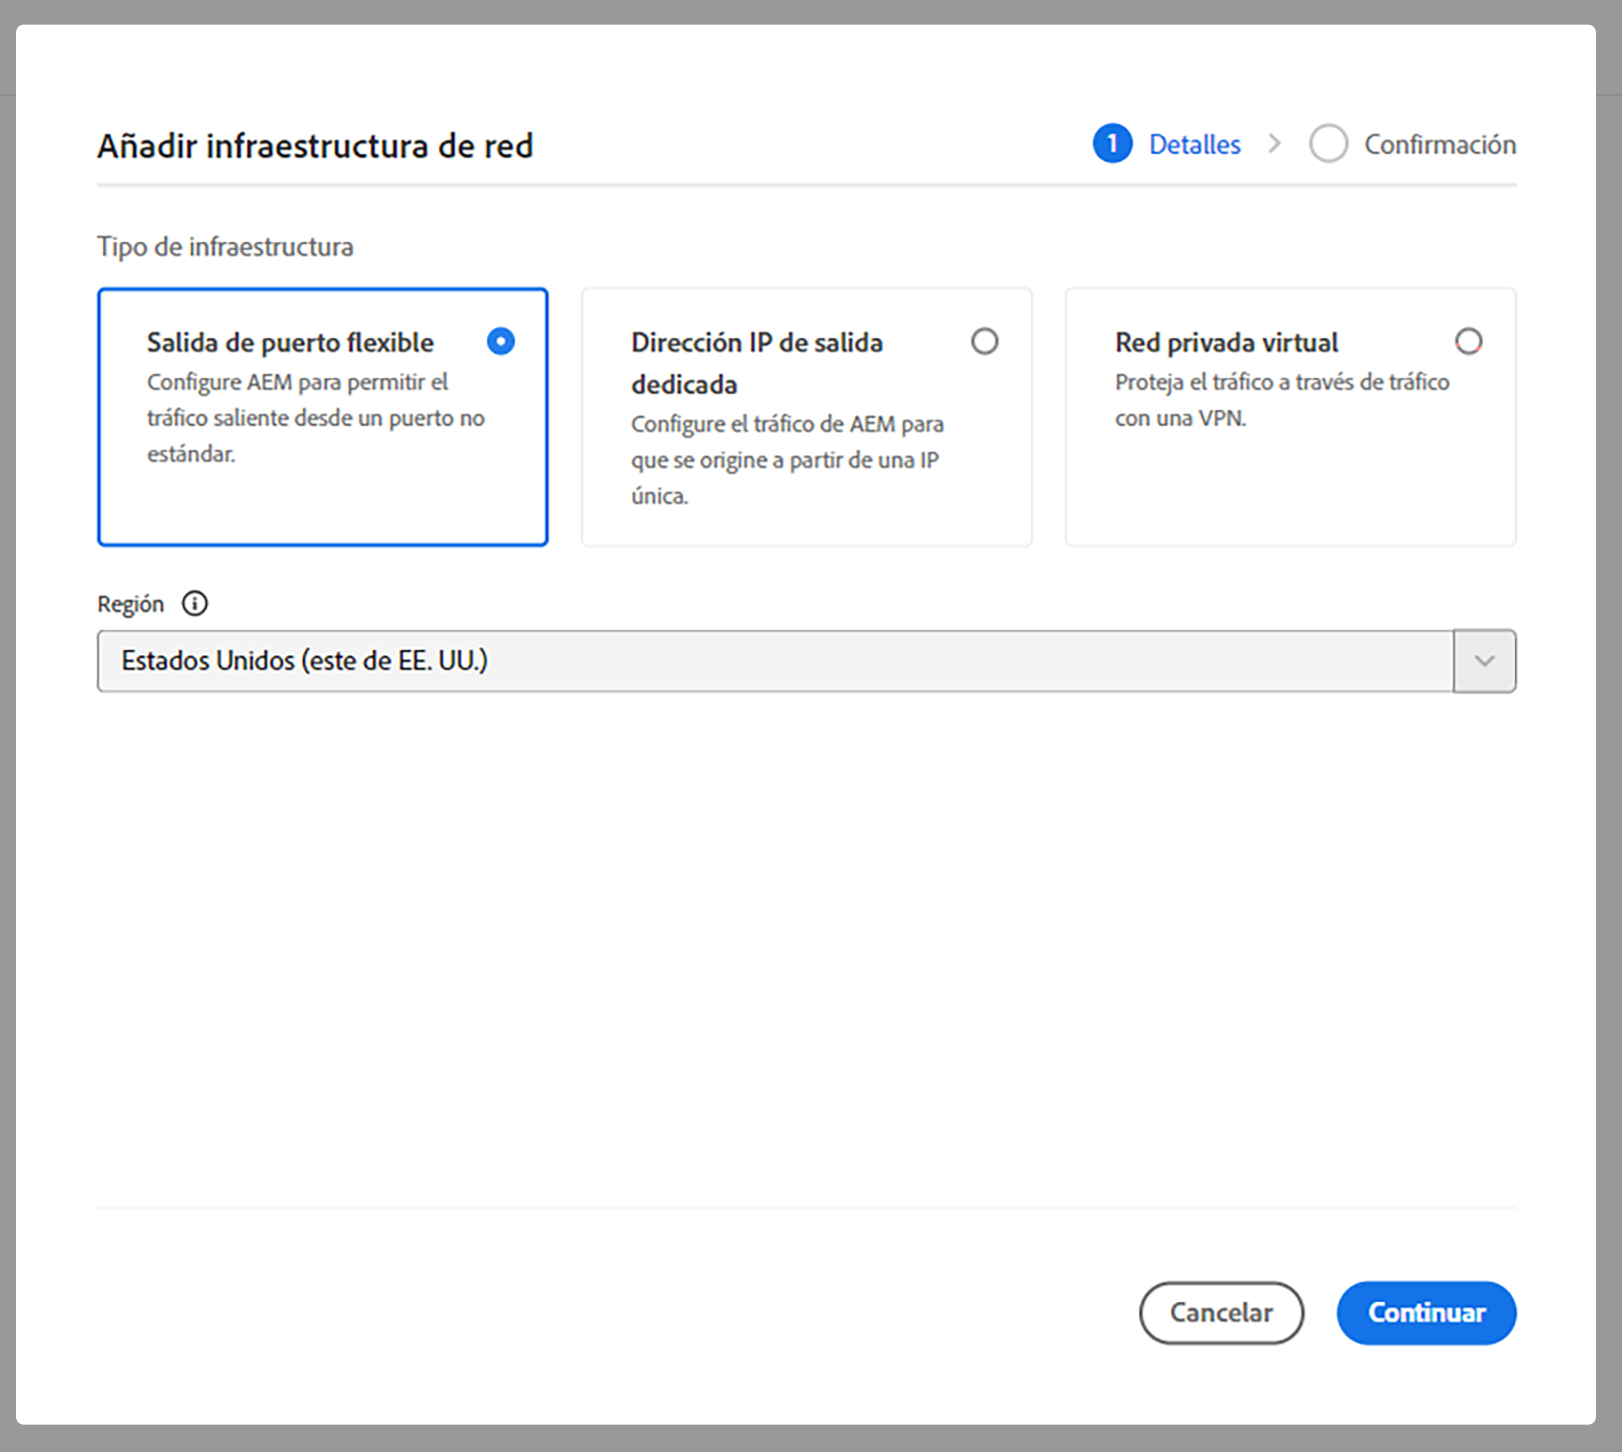 Añadir infraestructura de red
1 Detalles Confirmación
Tipo de infraestructura
Salida de puerto flexible
Configure AEM para permitir el
tráfico saliente desde un puerto no
estándar.
Dirección IP de salida
dedicada
Configure el tráfico de AEM para
que se origine a partir de una IP
única.
Red privada virtual
Proteja el tráfico a través de tráfico
con una VPN.
Región
Estados Unidos (este de EE. UU.)
Cancelar
Continuar